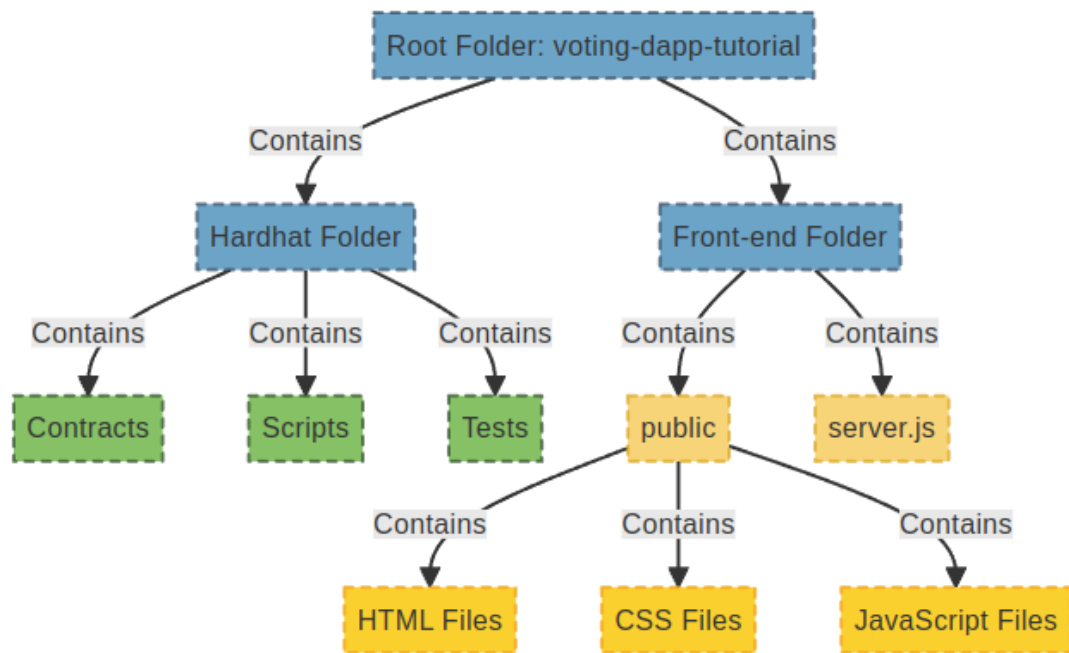 Root Folder: voting-dapp-tutorial
Contains
Contains
Hardhat Folder
Front-end Folder
Contains
Contains
Contains
Contains
Contains
Contracts
Scripts
Tests
public
server.js
Contains
Contains
Contains
HTML Files
CSS Files
JavaScript Files